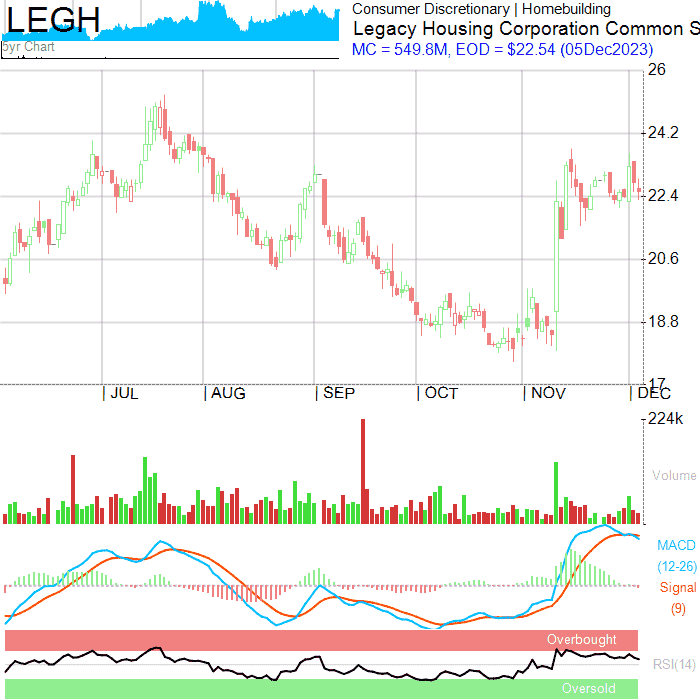 LEGH
5yr Chart
Consumer Discretionary | Homebuilding
Legacy Housing Corporation Common S
MC = 549.8M, EOD = $22.54 (05Dec2023)
26
24.2
22.4
20.6
18.8
17
| JUL | AUG | SEP | OCT | NOV | DEC
224k
Volume
MACD
(12-26)
Signal
(9)
Overbought
RSI(14)
Oversold